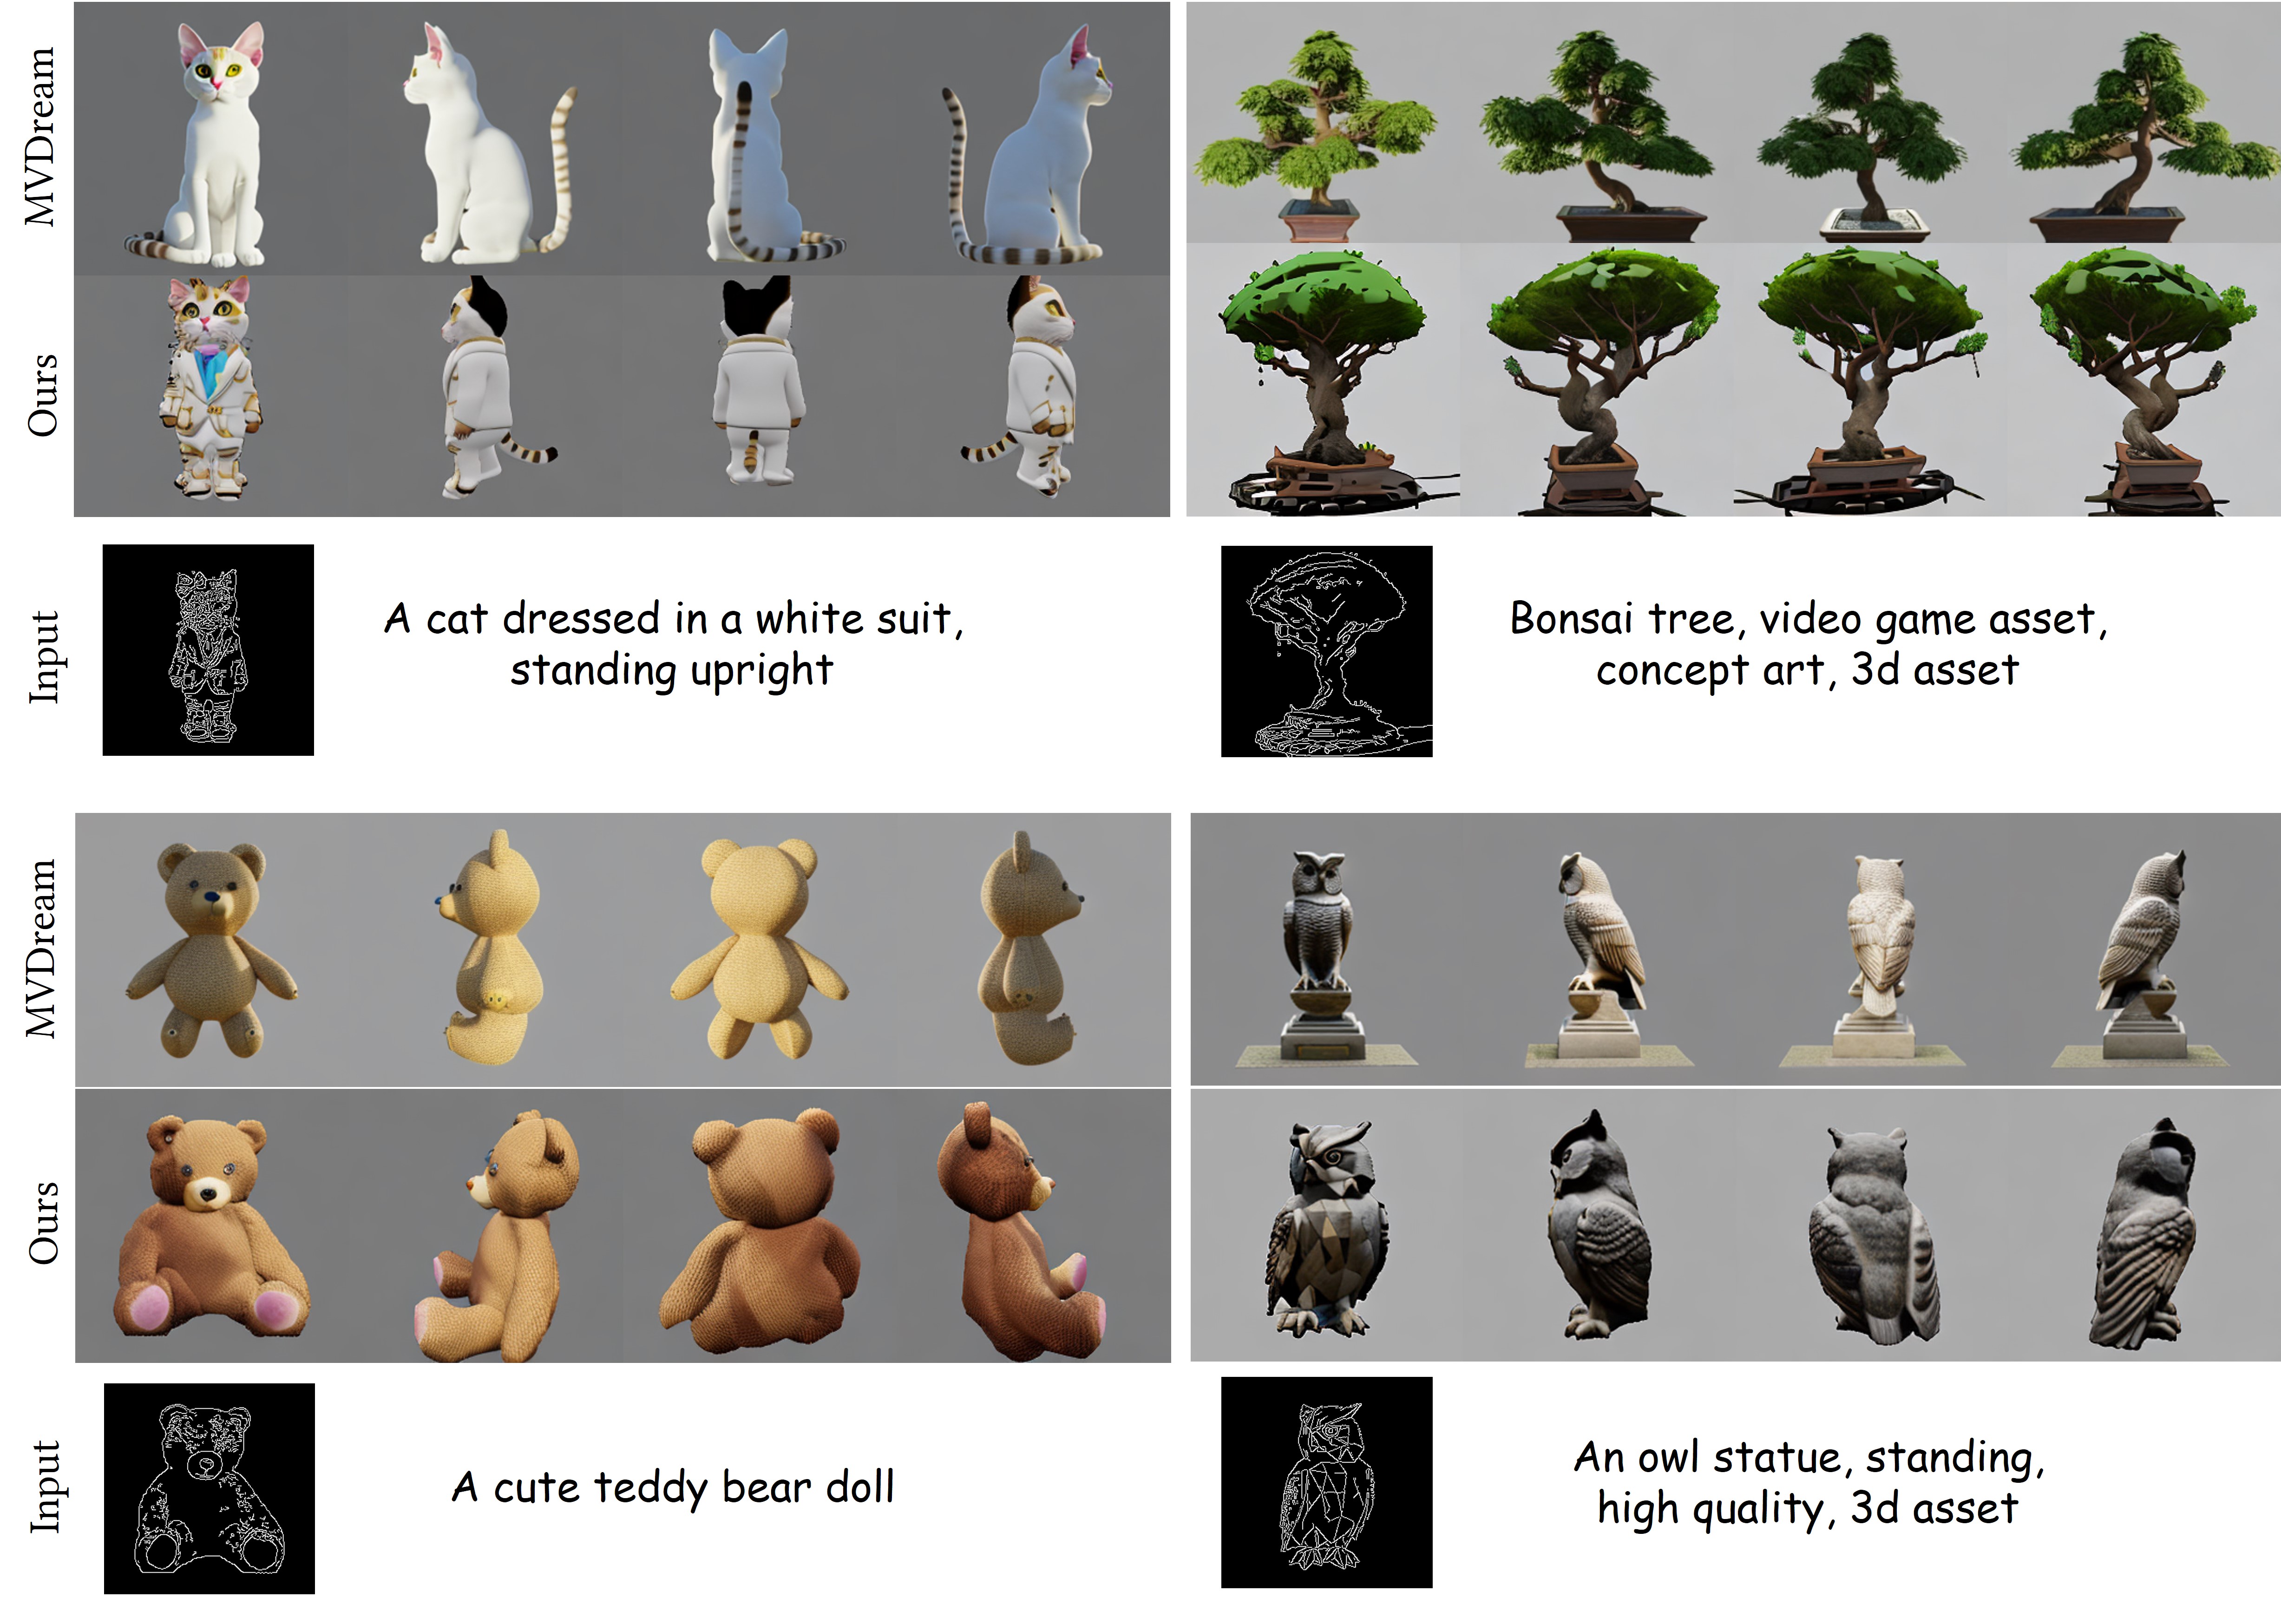 MVDream
Ours
Input
A cat dressed in a white suit,
standing upright
Bonsai tree, video game asset,
concept art, 3d asset
MVDream
Ours
Input
A cute teddy bear doll
An owl statue, standing,
high quality, 3d asset